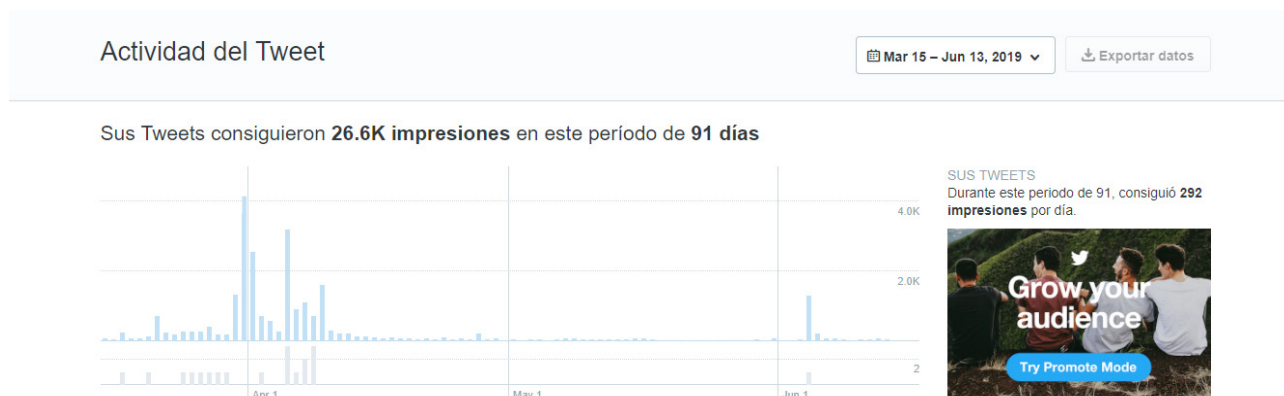 Actividad del Tweet
Mar 15 – Jun 13, 2019
Exportar datos
Sus Tweets consiguieron 26.6K impresiones en este período de 91 días
4.0K
2.0K
2
Apr 1
May 1
Jun 1
SUS TWEETS
Durante este periodo de 91, consiguió 292
impresiones por día.
Grow your
audience
Try Promote Mode